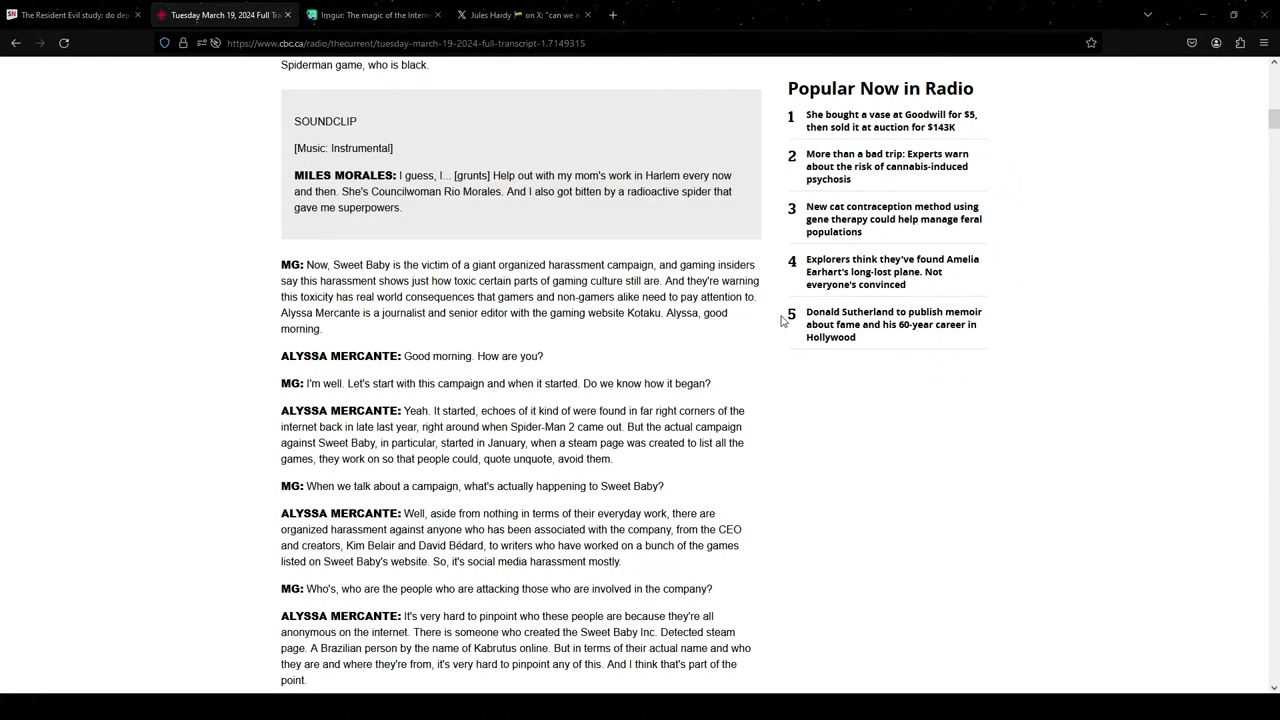 The Resident Evil study: do dep
Tuesday March 19, 2024 Full Tra
Imgur: The magic of the Interne
Jules Hardy on X: "can we a
https://www.cbc.ca/radio/thecurrent/tuesday-march-19-2024-full-transcript-1.7149315
Spiderman game, who is black.
SOUNDCLIP
[Music: Instrumental]
MILES MORALES: I guess, I... [grunts] Help out with my mom's work in Harlem every now
and then. She's Councilwoman Rio Morales. And I also got bitten by a radioactive spider that
gave me superpowers.
MG: Now, Sweet Baby is the victim of a giant organized harassment campaign, and gaming insiders
say this harassment shows just how toxic certain parts of gaming culture still are. And they're warning
this toxicity has real world consequences that gamers and non-gamers alike need to pay attention to.
Alyssa Mercante is a journalist and senior editor with the gaming website Kotaku. Alyssa, good
morning.
ALYSSA MERCANTE: Good morning. How are you?
MG: I'm well. Let's start with this campaign and when it started. Do we know how it began?
ALYSSA MERCANTE: Yeah. It started, echoes of it kind of were found in far right corners of the
internet back in late last year, right around when Spider-Man 2 came out. But the actual campaign
against Sweet Baby, in particular, started in January, when a steam page was created to list all the
games, they work on so that people could, quote unquote, avoid them.
MG: When we talk about a campaign, what's actually happening to Sweet Baby?
ALYSSA MERCANTE: Well, aside from nothing in terms of their everyday work, there are
organized harassment against anyone who has been associated with the company, from the CEO
and creators, Kim Belair and David Bédard, to writers who have worked on a bunch of the games
listed on Sweet Baby's website. So, it's social media harassment mostly.
MG: Who's, who are the people who are attacking those who are involved in the company?
ALYSSA MERCANTE: It's very hard to pinpoint who these people are because they're all
anonymous on the internet. There is someone who created the Sweet Baby Inc. Detected steam
page. A Brazilian person by the name of Kabrutus online. But in terms of their actual name and who
they are and where they're from, it's very hard to pinpoint any of this. And I think that's part of the
point.
Popular Now in Radio
1 She bought a vase at Goodwill for $5,
then sold it at auction for $143K
2 More than a bad trip: Experts warn
about the risk of cannabis-induced
psychosis
3 New cat contraception method using
gene therapy could help manage feral
populations
4 Explorers think they've found Amelia
Earhart's long-lost plane. Not
everyone's convinced
5 Donald Sutherland to publish memoir
about fame and his 60-year career in
Hollywood